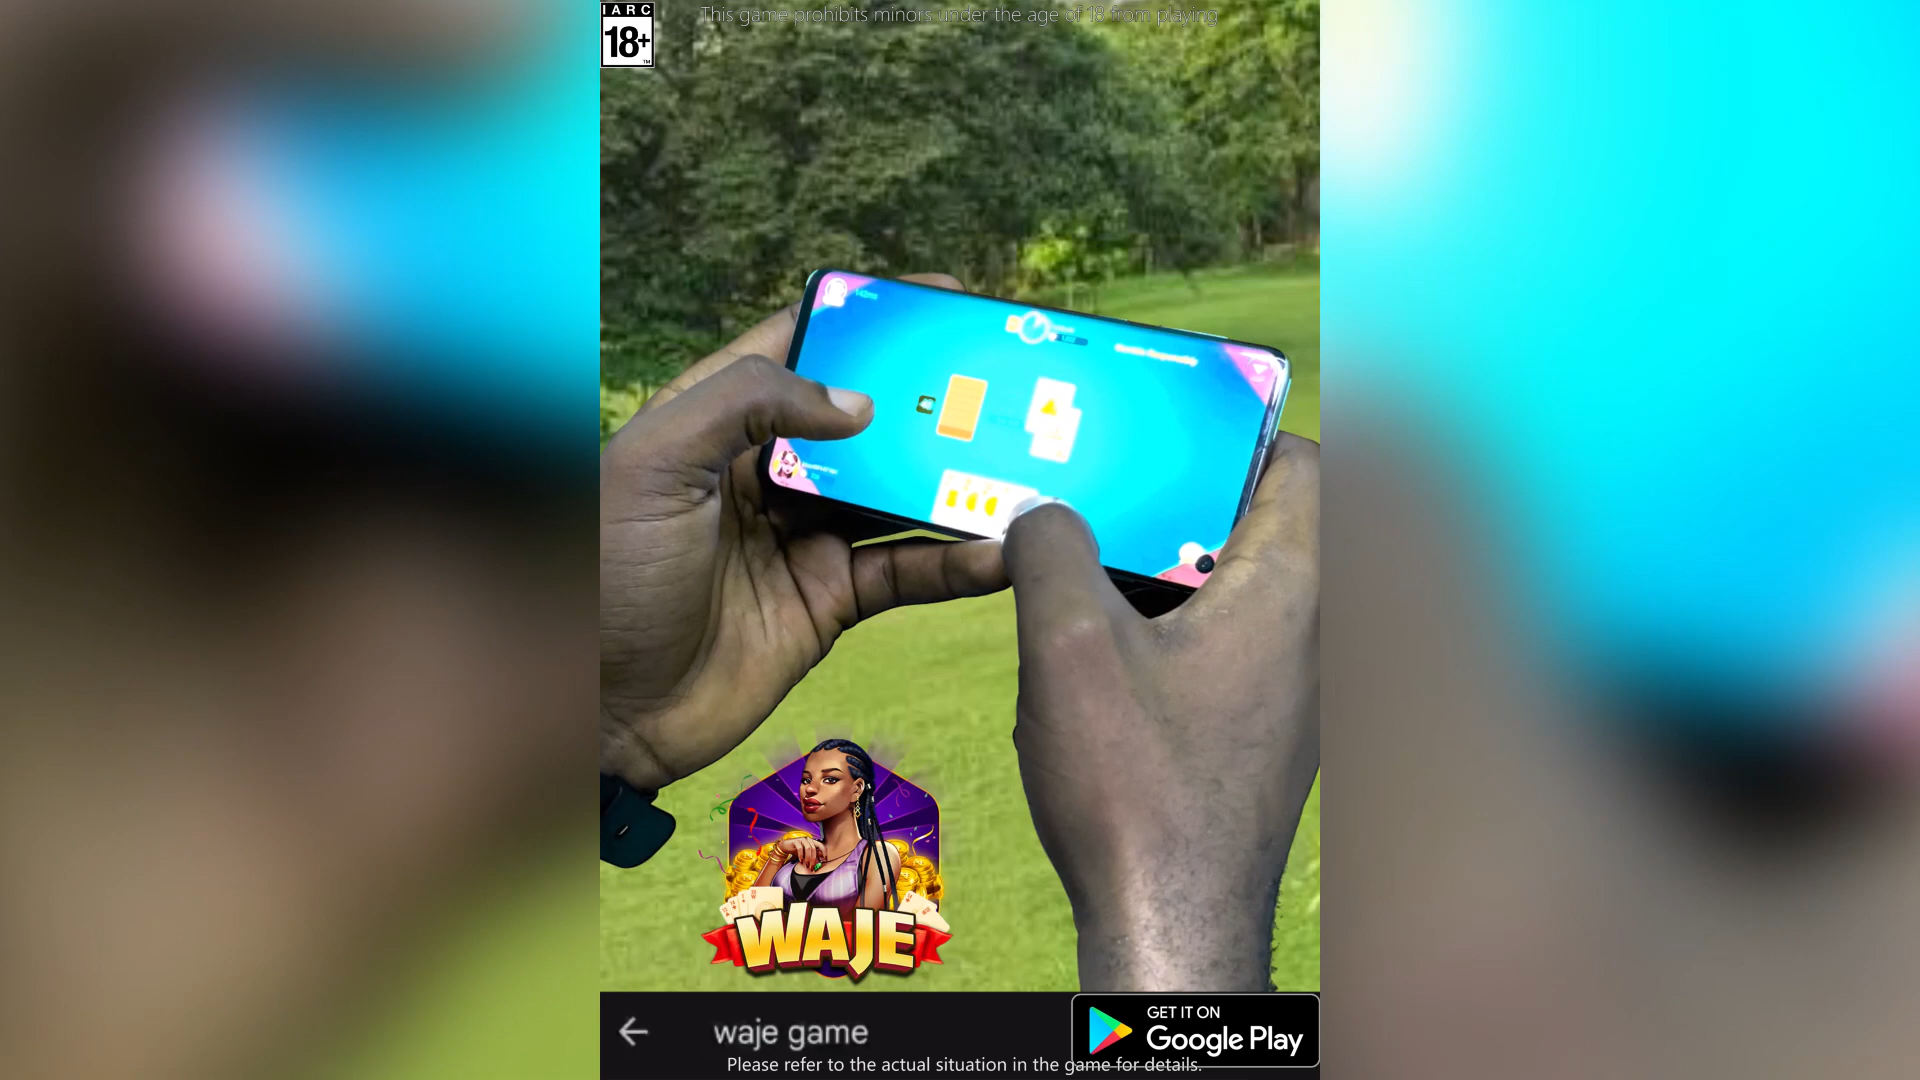 IARC
18+
TM
This game prohibits minors under the age of 18 from playing
WAJE
waje game
GET IT ON
Google Play
Please refer to the actual situation in the game for details.